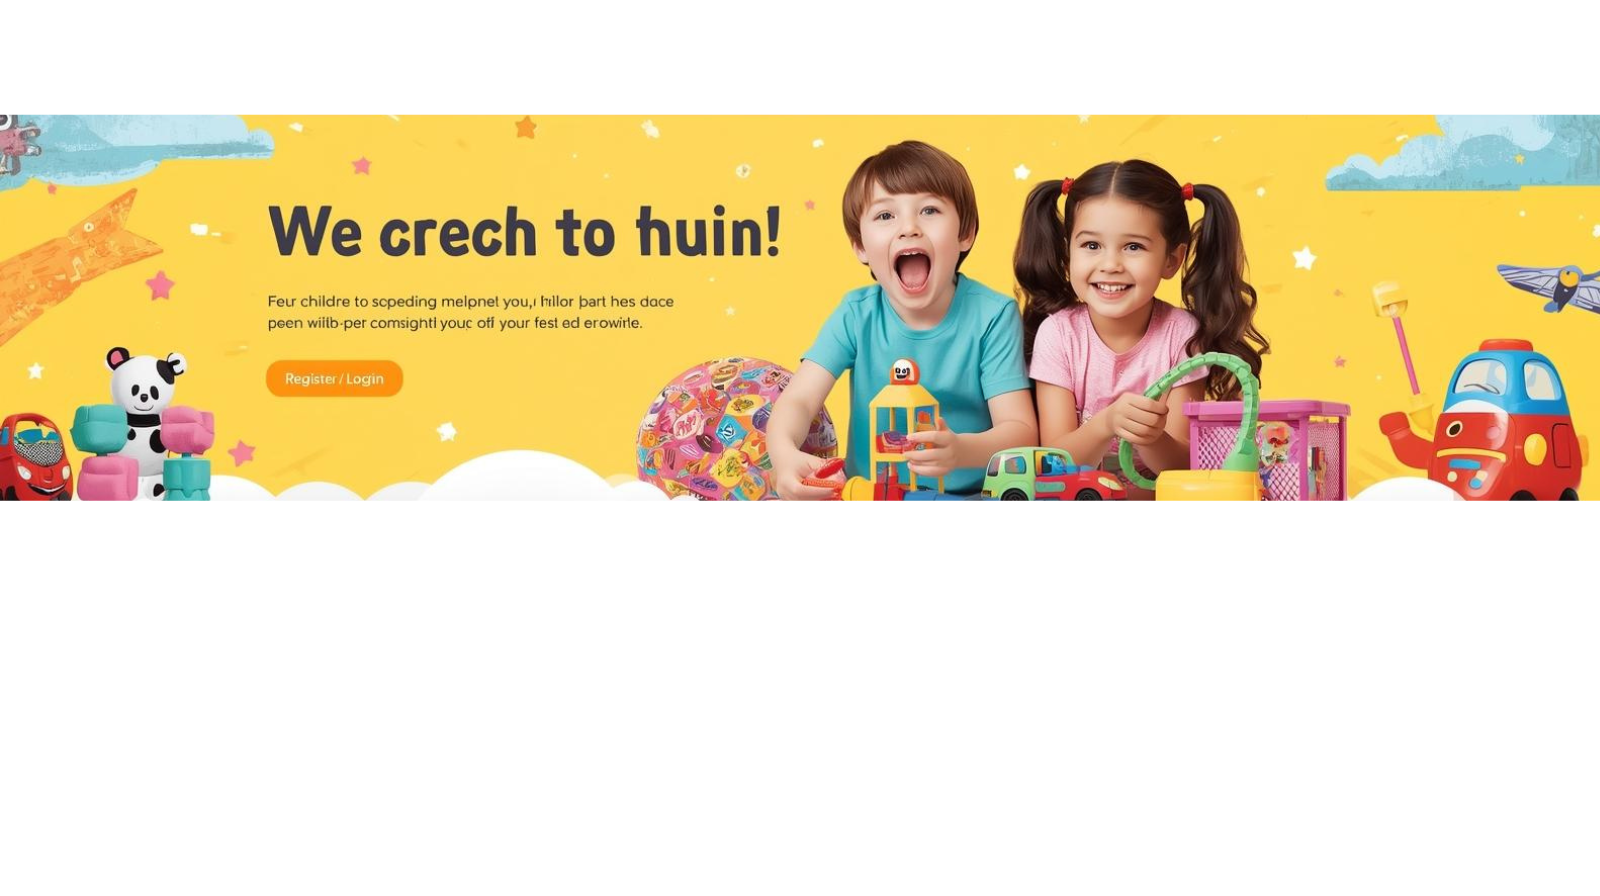 We crech to huin!
Feur childre to scpeding melpnet you,ı hillor part hes dace
peen willb-per comsightl youc off your fest ed erowirle.
Register / Login